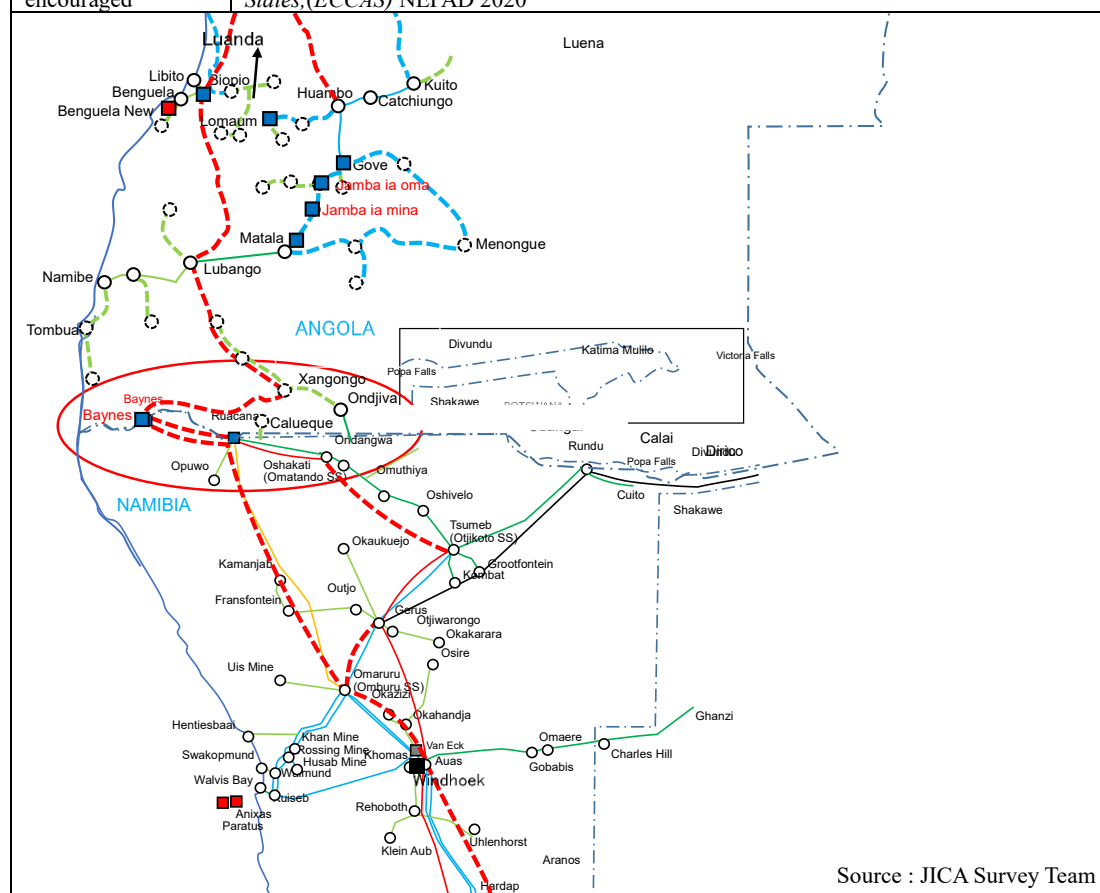 encouraged
States,(ECCAS) NEPAD 2020
Luanda
Luena
Libito
Biopio
Kuito
Benguela
Huambo
Catchiungo
Benguela New
Lomaum
Gove
Jamba ia oma
Jamba ia mina
Matala
Menongue
Lubango
Namibe
Tombua
ANGOLA
Divundu
Katima Mulilo
Victoria Falls
Popa Falls
Xangongo
Shakawe
BOTSWANA
Ondjiva
Baynes
Baynes
Ruacana
Calueque
Ondangwa
Calai
Rundu
Divundu
Dirico
Popa Falls
Opuwo
Oshakati
(Omatando SS)
Omuthiya
Cuito
Oshivelo
Shakawe
NAMIBIA
Tsumeb
(Otjikoto SS)
Okaukuejo
Grootfontein
Kamanjab
Kombat
Outjo
Fransfontein
Gerus
Otjiwarongo
Okakarara
Osire
Uis Mine
Omaruru
(Omburu SS)
Okazizi
Okahandja
Ghanzi
Hentiesbaai
Khan Mine
Rossing Mine
Husab Mine
Khomas
Van Eck
Omaere
Swakopmund
Walmund
Auas
Gobabis
Charles Hill
Walvis Bay
Windhoek
Kuiseb
Anixas
Paratus
Rehoboth
Klein Aub
Uhlenhorst
Aranos
Hardap
Source : JICA Survey Team